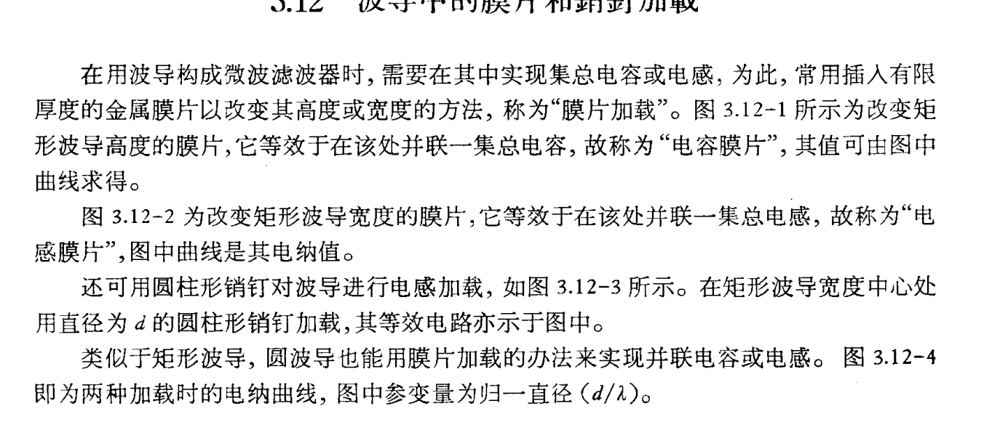 3.12 波导中的膜片和销钉加载
在用波导构成微波滤波器时, 需要在其中实现集总电容或电感, 为此, 常用插入有限
厚度的金属膜片以改变其高度或宽度的方法, 称为“膜片加载”。图 3.12-1 所示为改变矩
形波导高度的膜片,它等效于在该处并联一集总电容, 故称为“电容膜片”, 其值可由图中
曲线求得。
图 3.12-2 为改变矩形波导宽度的膜片,它等效于在该处并联一集总电感, 故称为“电
感膜片”,图中曲线是其电纳值。
还可用圆柱形销钉对波导进行电感加载, 如图 3.12-3 所示。在矩形波导宽度中心处
用直径为 d 的圆柱形销钉加载,其等效电路亦示于图中。
类似于矩形波导, 圆波导也能用膜片加载的办法来实现并联电容或电感。 图 3.12-4
即为两种加载时的电纳曲线, 图中参变量为归一直径 (d/λ)。